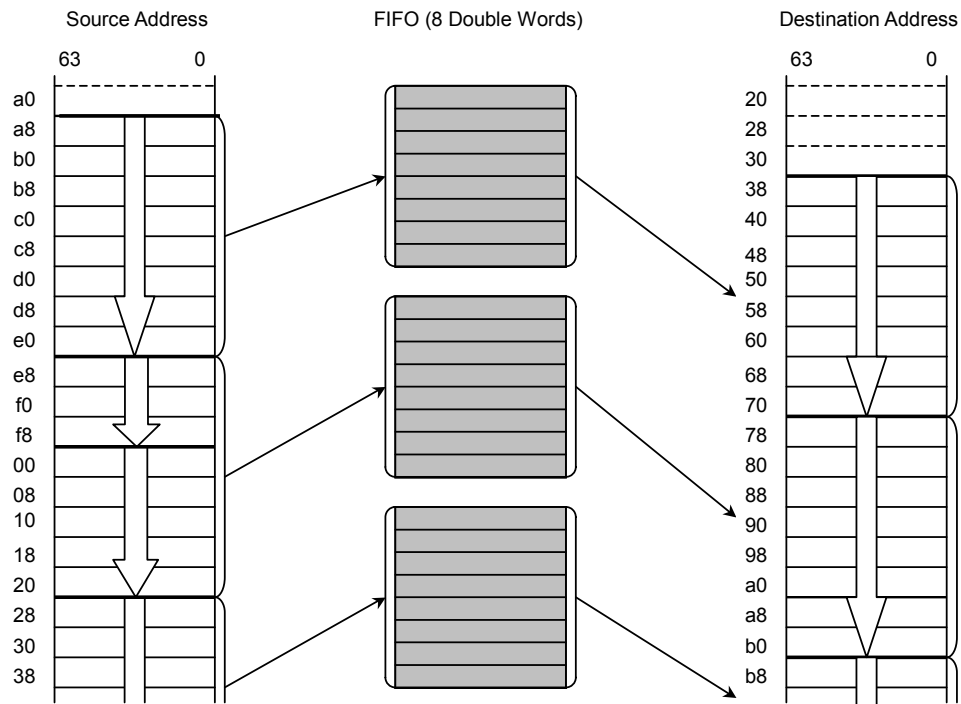 Source Address
FIFO (8 Double Words)
Destination Address
63 0
63 0
a0
a8
b0
b8
c0
c8
d0
d8
e0
e8
f0
f8
00
08
10
18
20
28
30
38
20
28
30
38
40
48
50
58
60
68
70
78
80
88
90
98
a0
a8
b0
b8